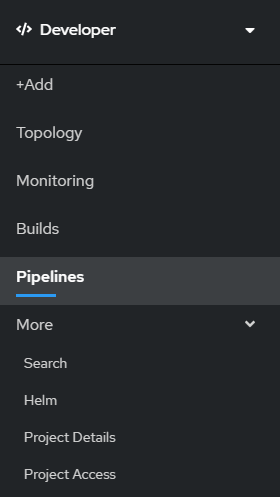 Developer
+Add
Topology
Monitoring
Builds
Pipelines
More
Search
Helm
Project Details
Project Access